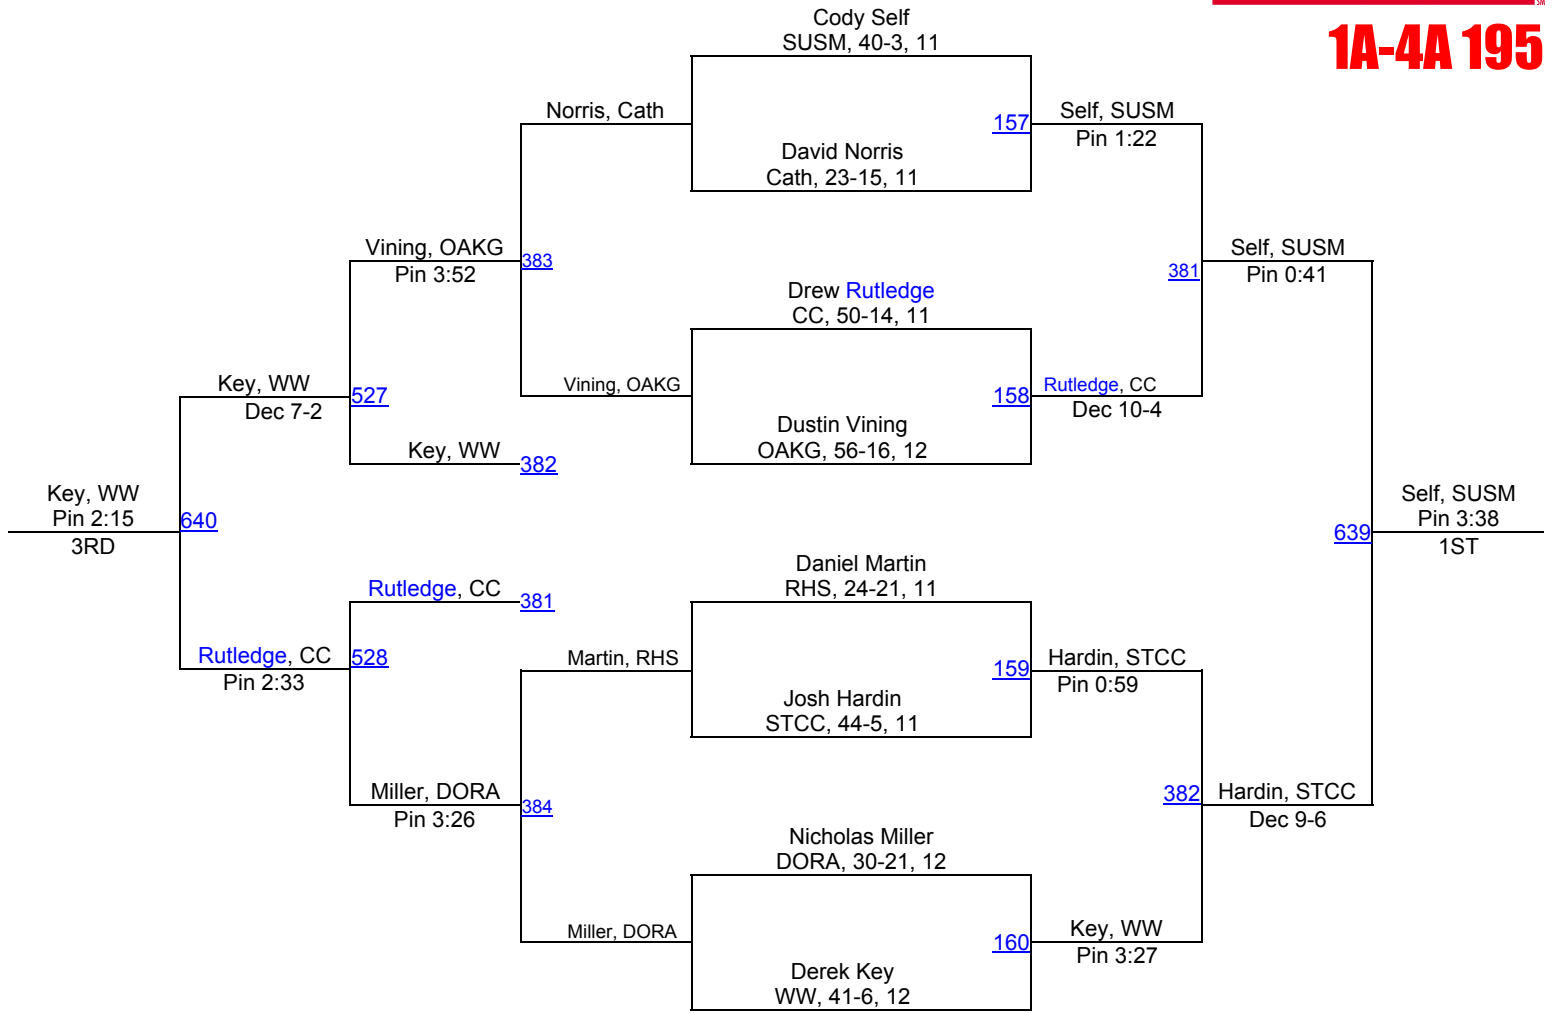 SM
1A-4A 195
Cody Self
SUSM, 40-3, 11
Norris, Cath
157
Self, SUSM
Pin 1:22
David Norris
Cath, 23-15, 11
Vining, OAKG
Pin 3:52
383
Self, SUSM
Pin 0:41
381
Drew Rutledge
CC, 50-14, 11
Key, WW
Dec 7-2
527
Vining, OAKG
158
Rutledge, CC
Dec 10-4
Dustin Vining
OAKG, 56-16, 12
Key, WW
382
Key, WW
Pin 2:15
3RD
640
639
Self, SUSM
Pin 3:38
1ST
Daniel Martin
RHS, 24-21, 11
Rutledge, CC
381
Rutledge, CC
Pin 2:33
528
Martin, RHS
159
Hardin, STCC
Pin 0:59
Josh Hardin
STCC, 44-5, 11
Miller, DORA
Pin 3:26
384
382
Hardin, STCC
Dec 9-6
Nicholas Miller
DORA, 30-21, 12
Miller, DORA
160
Key, WW
Pin 3:27
Derek Key
WW, 41-6, 12